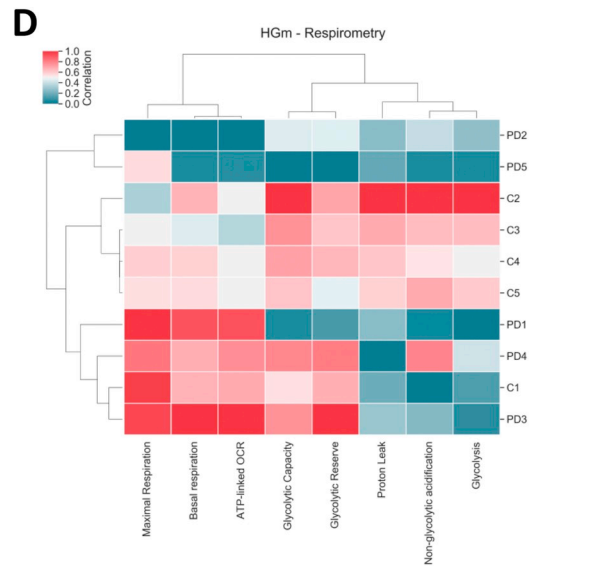 D
HGm - Respirometry
1.0
0.8
0.6
0.4
0.2
0.0
Correlation
PD2
PD5
C2
C3
C4
C5
PD1
PD4
C1
PD3
Maximal Respiration
Basal respiration
ATP-linked OCR
Glycolytic Capacity
Glycolytic Reserve
Proton Leak
Non-glycolytic acidification
Glycolysis